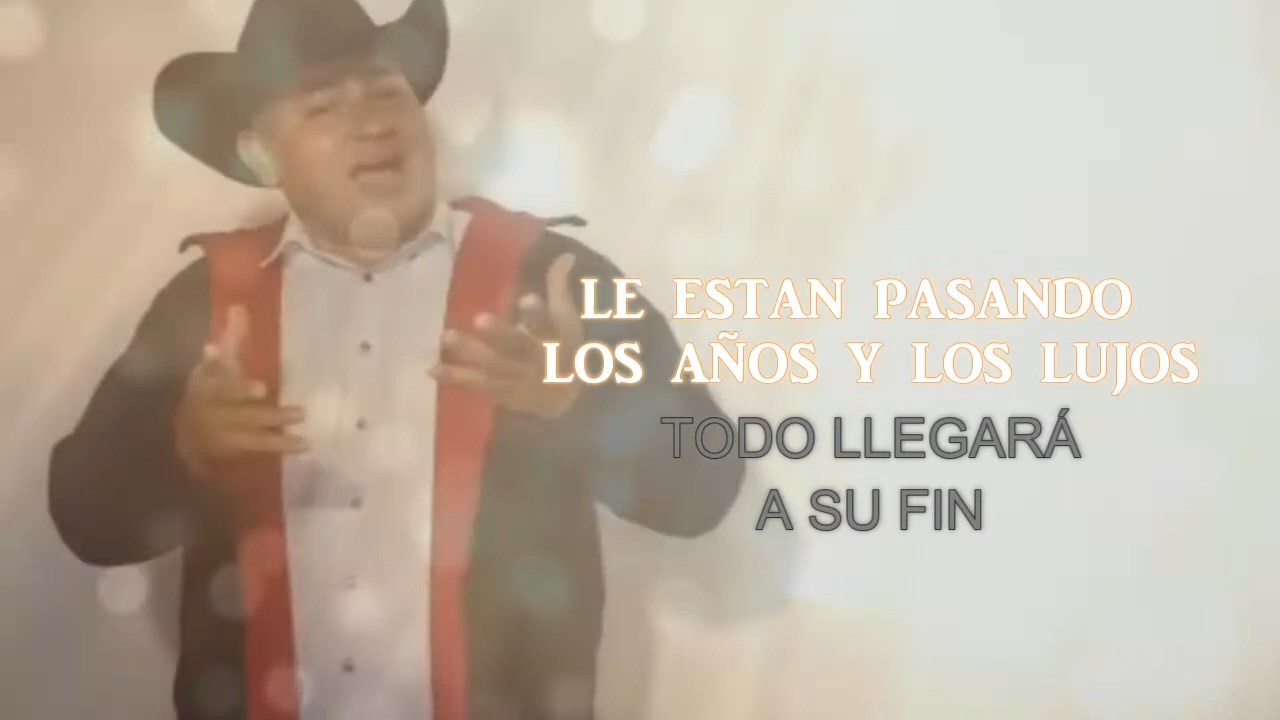 LE ESTAN PASANDO
LOS AÑOS Y LOS LUJOS
TODO LLEGARÁ
A SU FIN